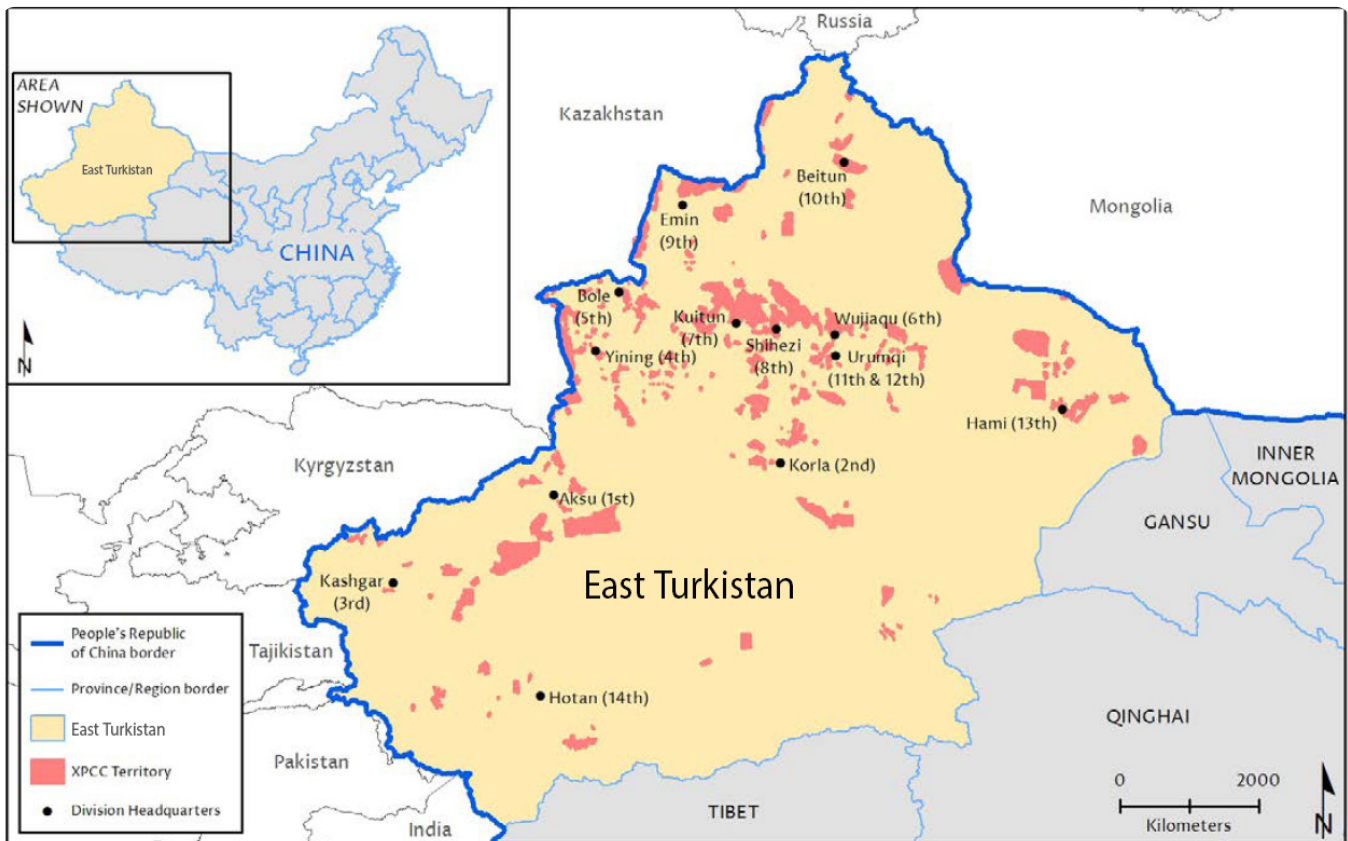 AREA
SHOWN
East Turkistan
CHINA
N
Russia
Kazakhstan
Mongolia
Beitun
(10th)
Emin
(9th)
Bole
(5th)
Kuitun
(7th)
Shihezi
(8th)
Wujiaqu (6th)
Yining (4th)
Urumqi
(11th & 12th)
Hami (13th)
Korla (2nd)
Kyrgyzstan
Aksu (1st)
INNER
MONGOLIA
GANSU
Kashgar
(3rd)
East Turkistan
Tajikistan
Hotan (14th)
QINGHAI
Pakistan
India
TIBET
People's Republic
of China border
Province/Region border
East Turkistan
XPCC Territory
Division Headquarters
0 2000
Kilometers
N